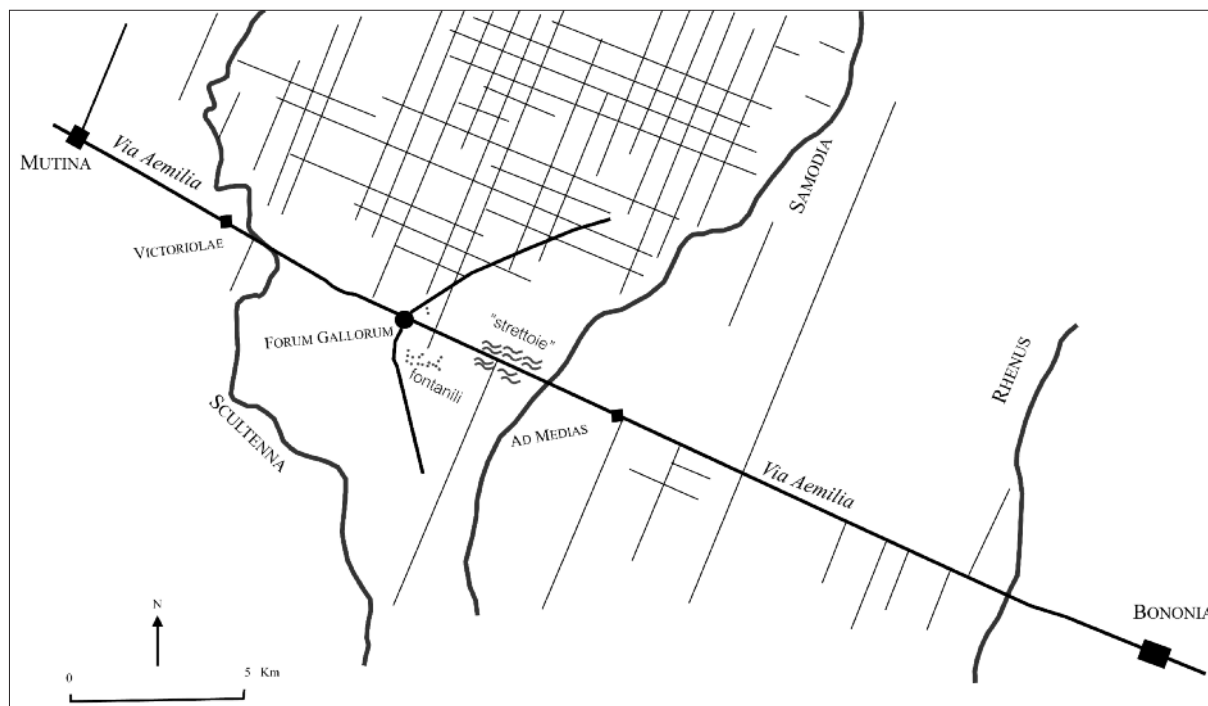 MUTINA
Via Aemilia
VICTORIOLAE
FORUM GALLORUM
"strettoie"
fontanili
SCULTENNA
SAMODIA
AD MEDIAS
RHENUS
Via Aemilia
BONONIA
N
0 5 Km